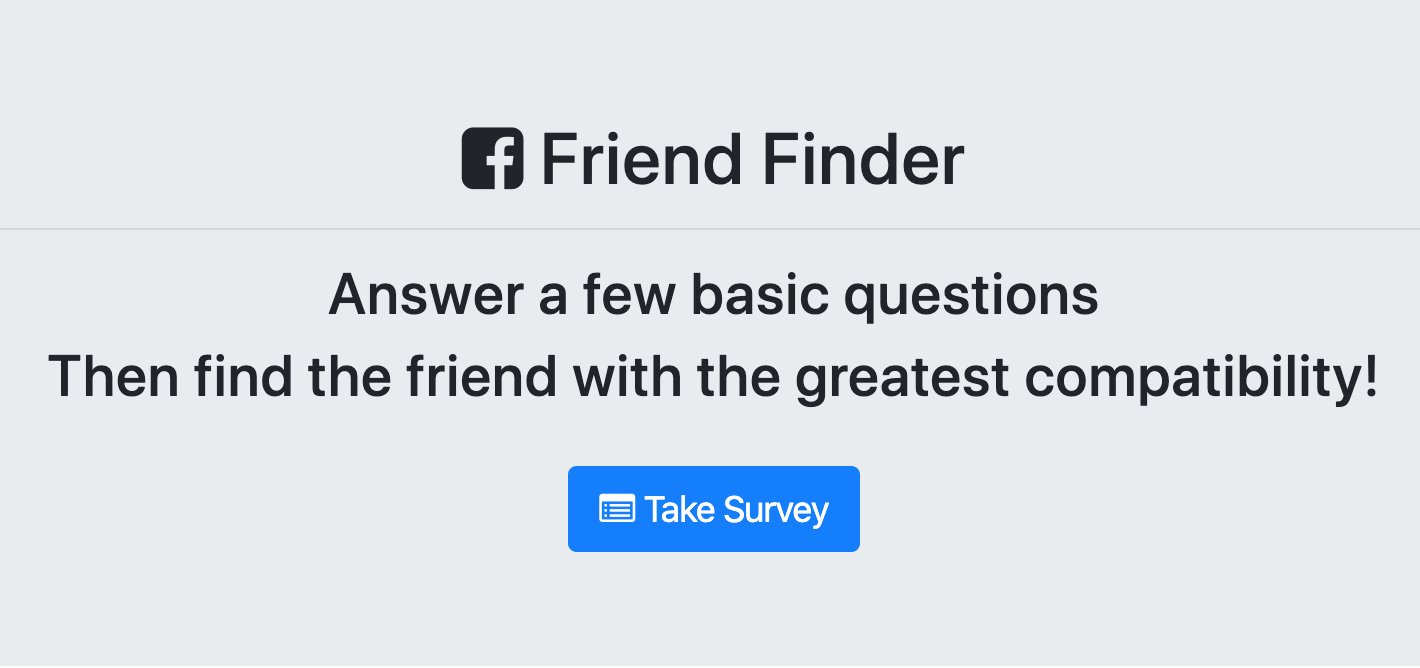 Friend Finder
Answer a few basic questions
Then find the friend with the greatest compatibility!
Take Survey